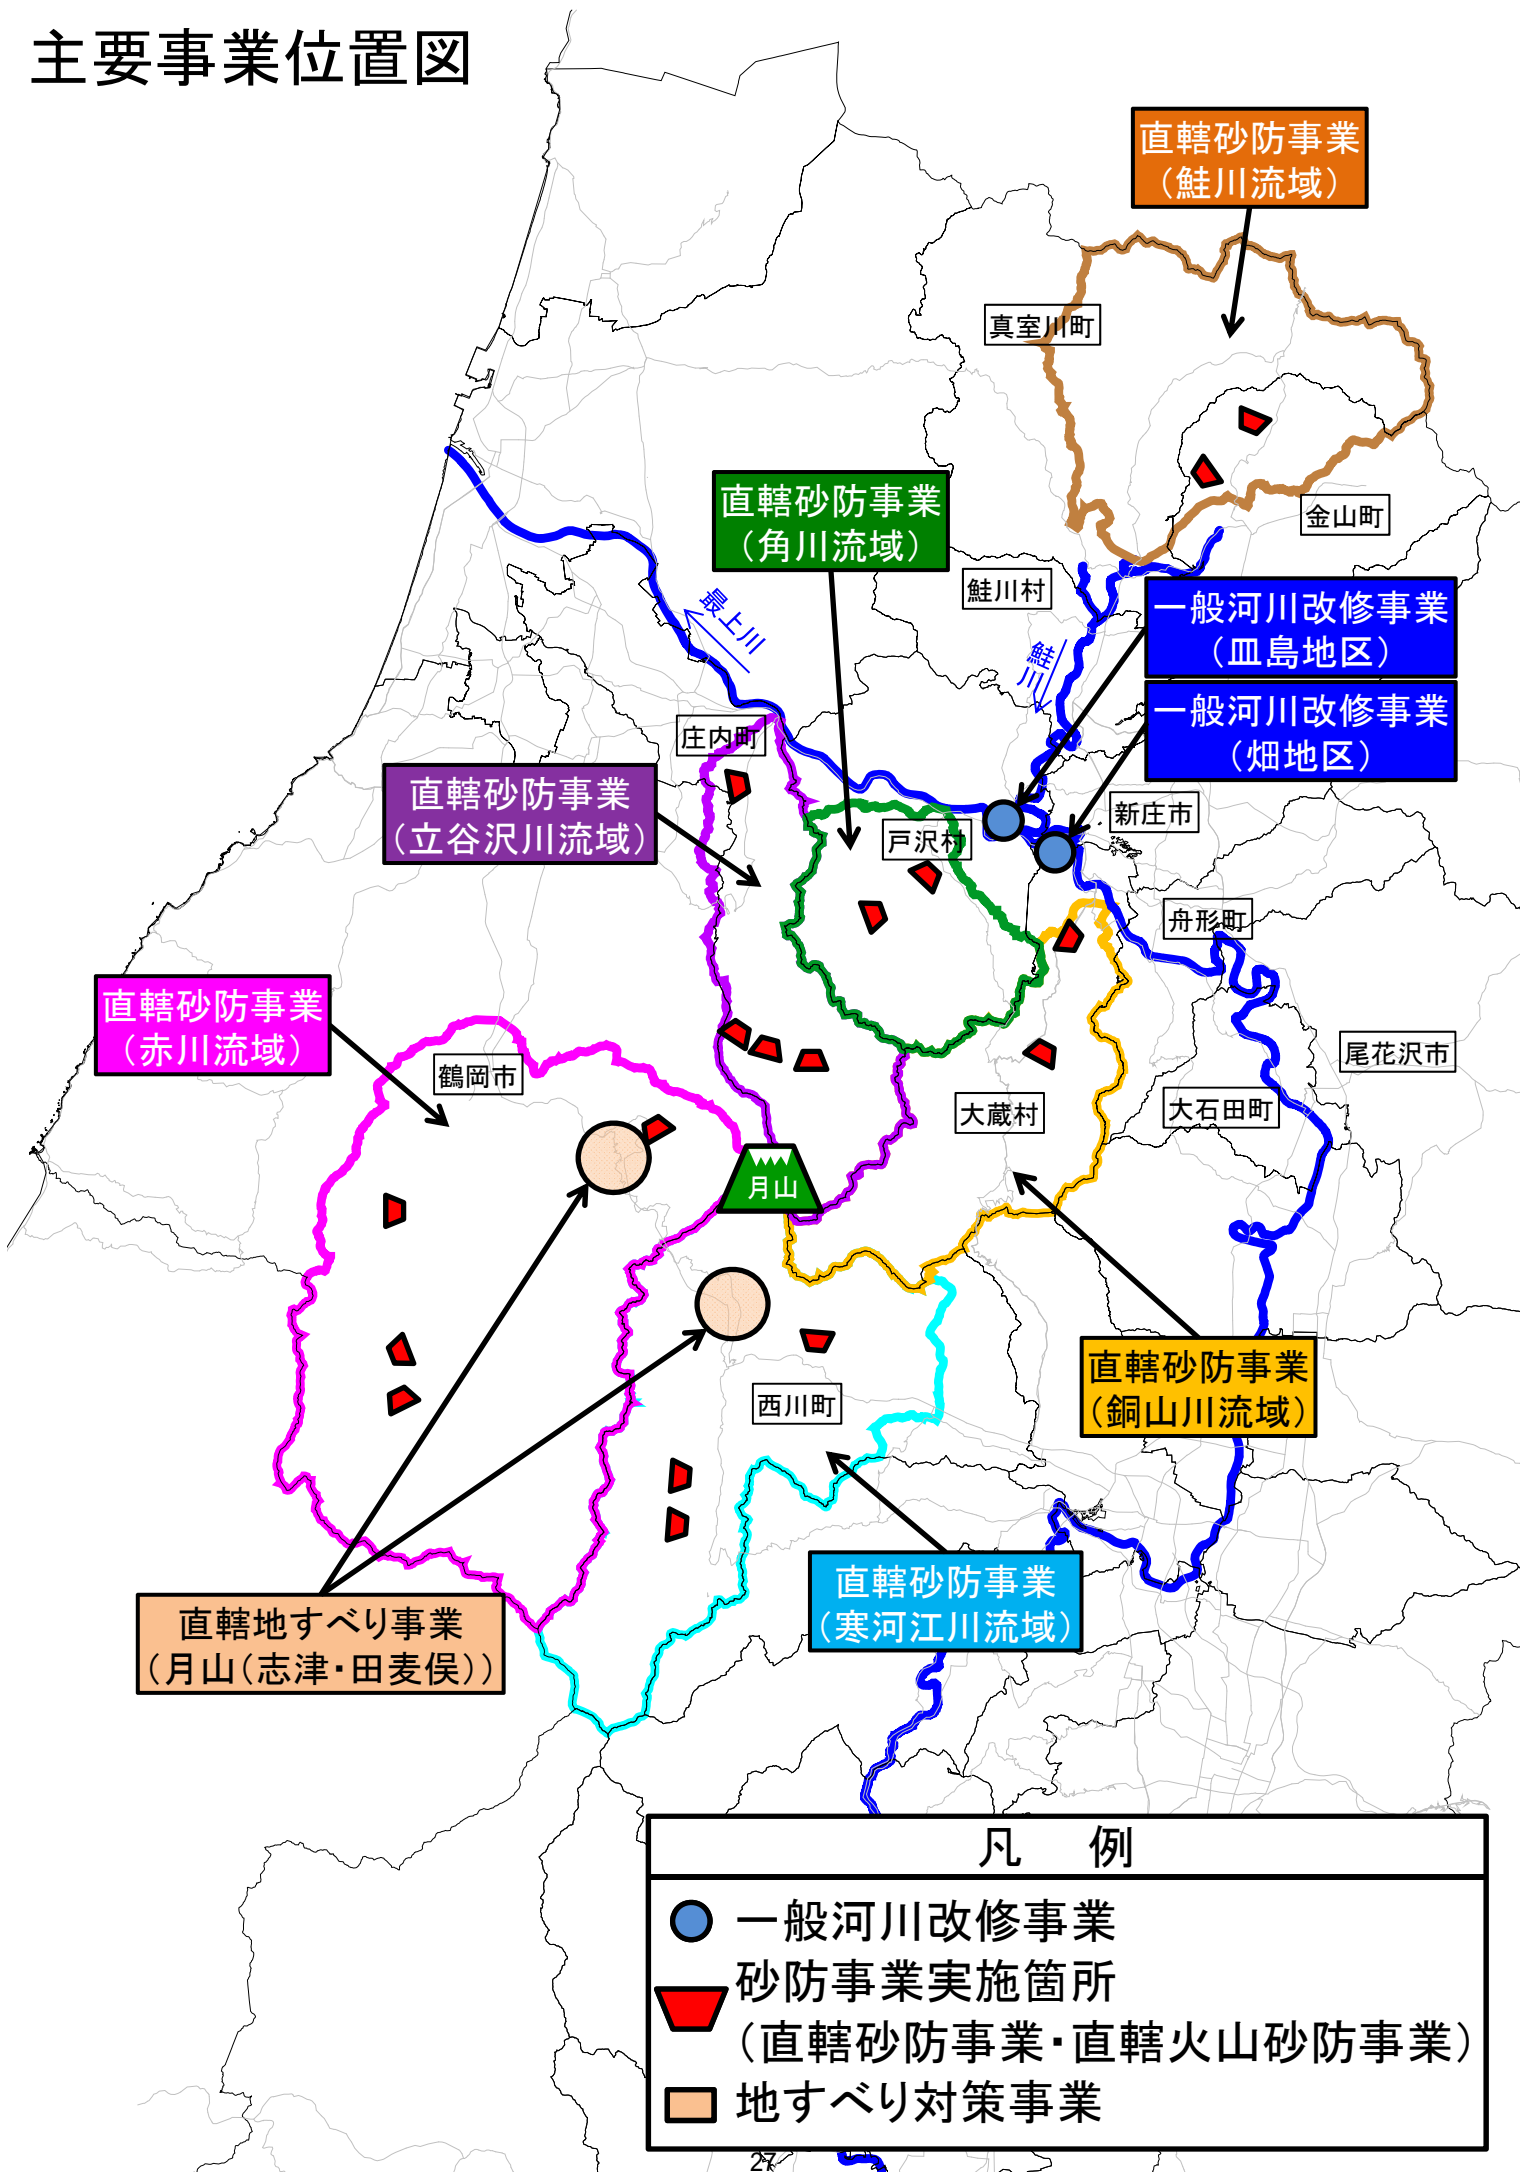 主要事業位置図
直轄砂防事業
（鮭川流域）
真室川町
金山町
直轄砂防事業
（角川流域）
鮭川村
一般河川改修事業
（皿島地区）
最上川
鮭川
一般河川改修事業
（畑地区）
庄内町
直轄砂防事業
（立谷沢川流域）
新庄市
戸沢村
舟形町
直轄砂防事業
（赤川流域）
鶴岡市
尾花沢市
大蔵村
大石田町
月山
直轄砂防事業
（銅山川流域）
西川町
直轄砂防事業
（寒河江川流域）
直轄地すべり事業
（月山（志津・田麦俣））
凡　例
一般河川改修事業
砂防事業実施箇所
（直轄砂防事業・直轄火山砂防事業）
地すべり対策事業
27